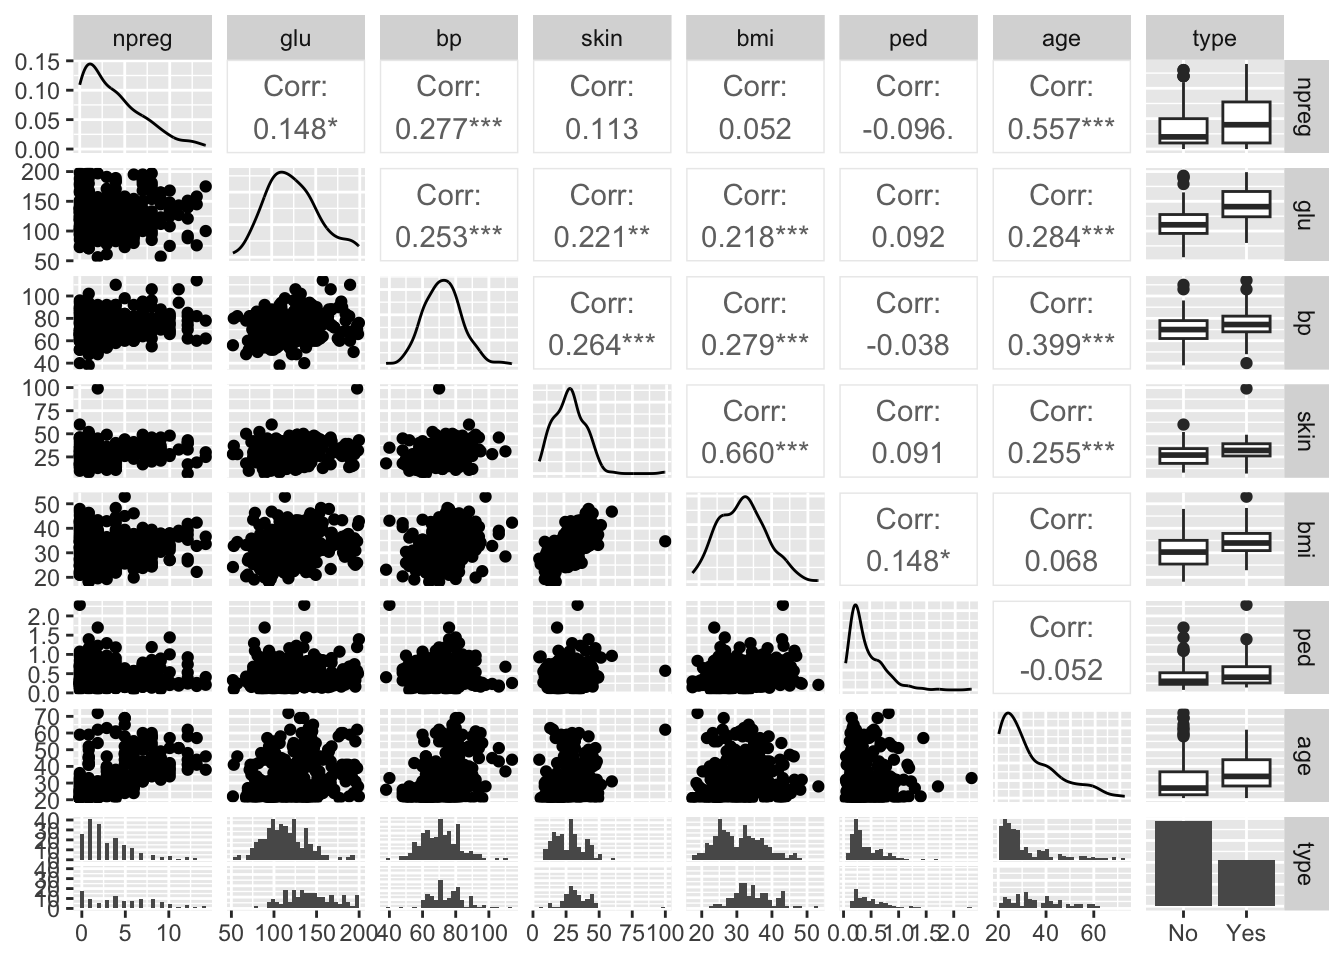 npreg glu bp skin bmi ped age type
0.15
0.10
0.05
0.00
Corr: Corr: Corr: Corr: Corr: Corr:
0.148* 0.277*** 0.113 0.052 -0.096. 0.557***
npreg
200
150
100
50
Corr: Corr: Corr: Corr: Corr:
0.253*** 0.221** 0.218*** 0.092 0.284***
glu
100
80
60
40
Corr: Corr: Corr: Corr:
0.264*** 0.279*** -0.038 0.399***
bp
100
75
50
25
Corr: Corr: Corr:
0.660*** 0.091 0.255***
skin
50
40
30
20
Corr: Corr:
0.148* 0.068
bmi
2.0
1.5
1.0
0.5
0.0
Corr:
-0.052
ped
70
60
50
40
30
20
age
40
type
0 5 10 50 100 150 200 40 60 80 100 0 25 50 75 100 20 30 40 50 0.0 0.5 1.0 1.5 2.0 20 40 60 No Yes